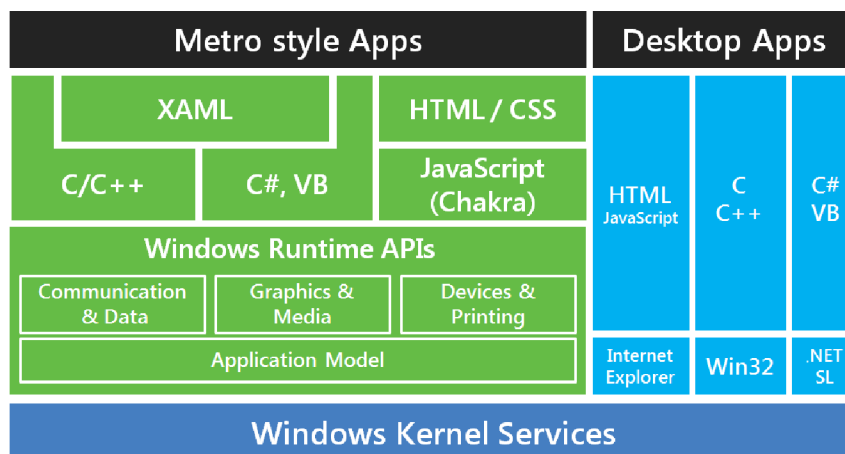 Metro style Apps
Desktop Apps
XAML
HTML / CSS
C/C++
C#, VB
JavaScript
(Chakra)
HTML
JavaScript
C
C++
C#
VB
Windows Runtime APIs
Communication
& Data
Graphics &
Media
Devices &
Printing
Application Model
Internet
Explorer
Win32
.NET
SL
Windows Kernel Services